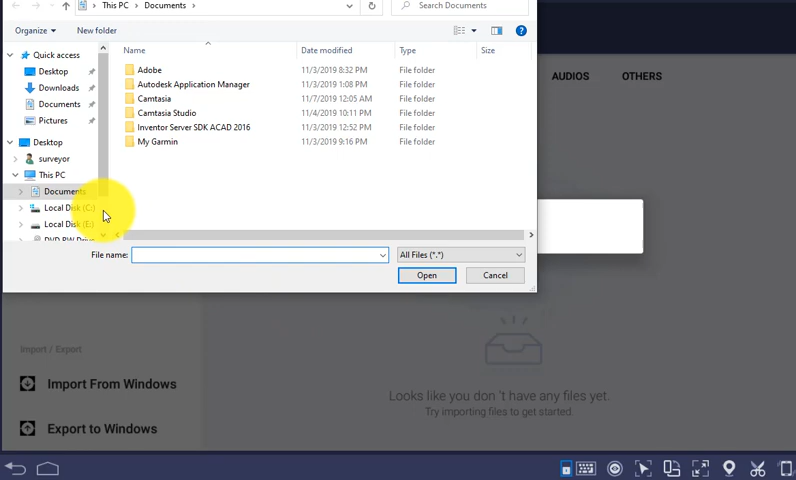 This PC > Documents >
Search Documents
Organize
New folder
Name
Date modified
Type
Size
Quick access
Desktop
Downloads
Documents
Pictures
Desktop
surveyor
This PC
Documents
Local Disk (C:)
Local Disk (E:)
DVD RW Drive
Adobe 11/3/2019 8:32 PM File folder
Autodesk Application Manager 11/3/2019 1:08 PM File folder
Camtasia 11/7/2019 12:05 AM File folder
Camtasia Studio 11/4/2019 10:11 PM File folder
Inventor Server SDK ACAD 2016 11/3/2019 12:52 PM File folder
My Garmin 11/3/2019 9:16 PM File folder
File name:
All Files (*.*)
Open
Cancel
AUDIOS
OTHERS
Import / Export
Import From Windows
Export to Windows
Looks like you don 't have any files yet.
Try importing files to get started